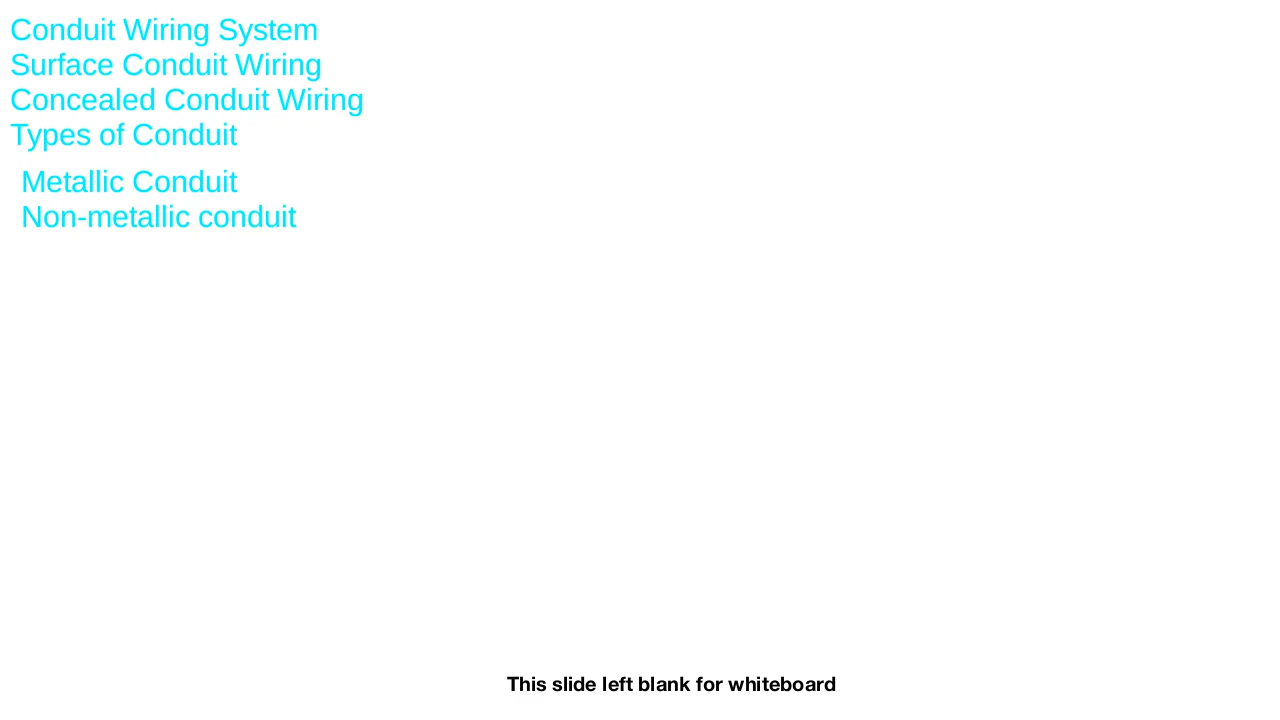 Conduit Wiring System
Surface Conduit Wiring
Concealed Conduit Wiring
Types of Conduit
Metallic Conduit
Non-metallic conduit
This slide left blank for whiteboard